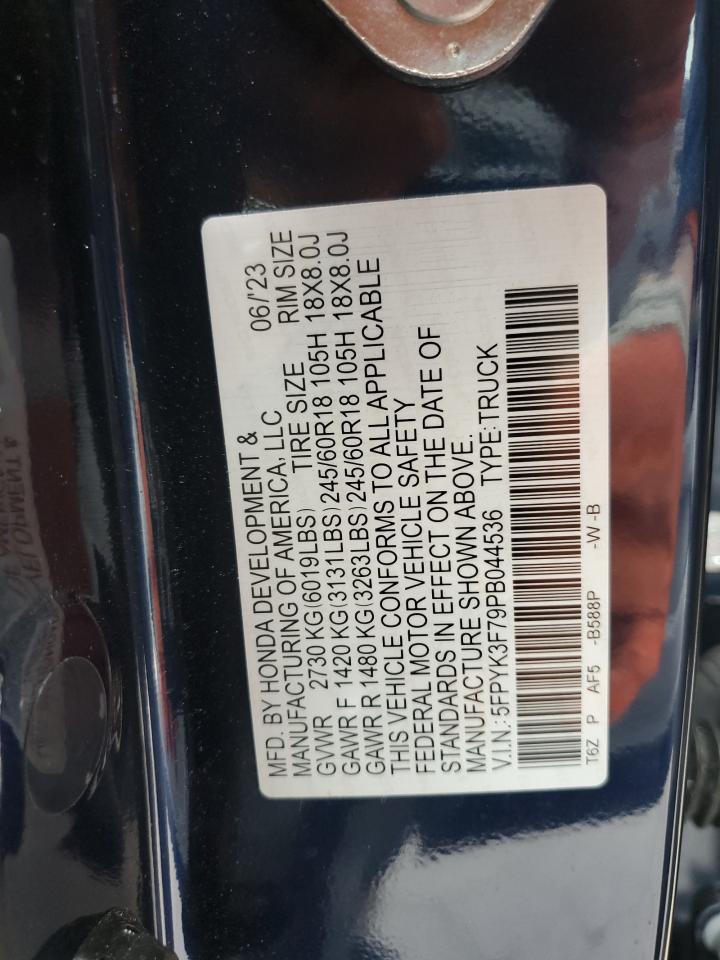 MFD. BY HONDA DEVELOPMENT & 06/'23
MANUFACTURING OF AMERICA, LLC
TIRE SIZE RIM SIZE
GVWR 2730 KG(6019LBS)
GAWR F 1420 KG(3131LBS) 245/60R18 105H 18X8.0J
GAWR R 1480 KG(3263LBS) 245/60R18 105H 18X8.0J
THIS VEHICLE CONFORMS TO ALL APPLICABLE
FEDERAL MOTOR VEHICLE SAFETY
STANDARDS IN EFFECT ON THE DATE OF
MANUFACTURE SHOWN ABOVE.
V.I.N.: 5FPYK3F79PB044536 TYPE: TRUCK
T6Z P AF5 -B588P -W -B